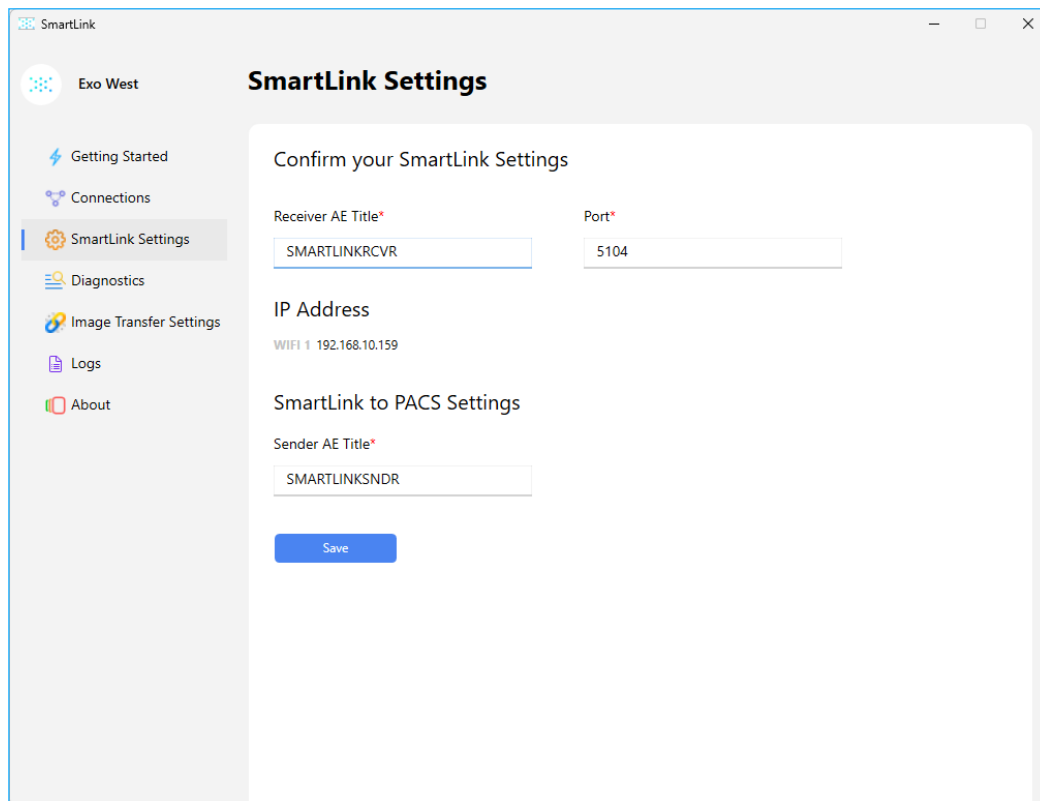 SmartLink
Exo West
SmartLink Settings
Getting Started
Connections
SmartLink Settings
Diagnostics
Image Transfer Settings
Logs
About
Confirm your SmartLink Settings
Receiver AE Title* Port*
SMARTLINKRCVR 5104
IP Address
WIFI 1 192.168.10.159
SmartLink to PACS Settings
Sender AE Title*
SMARTLINKSNDR
Save